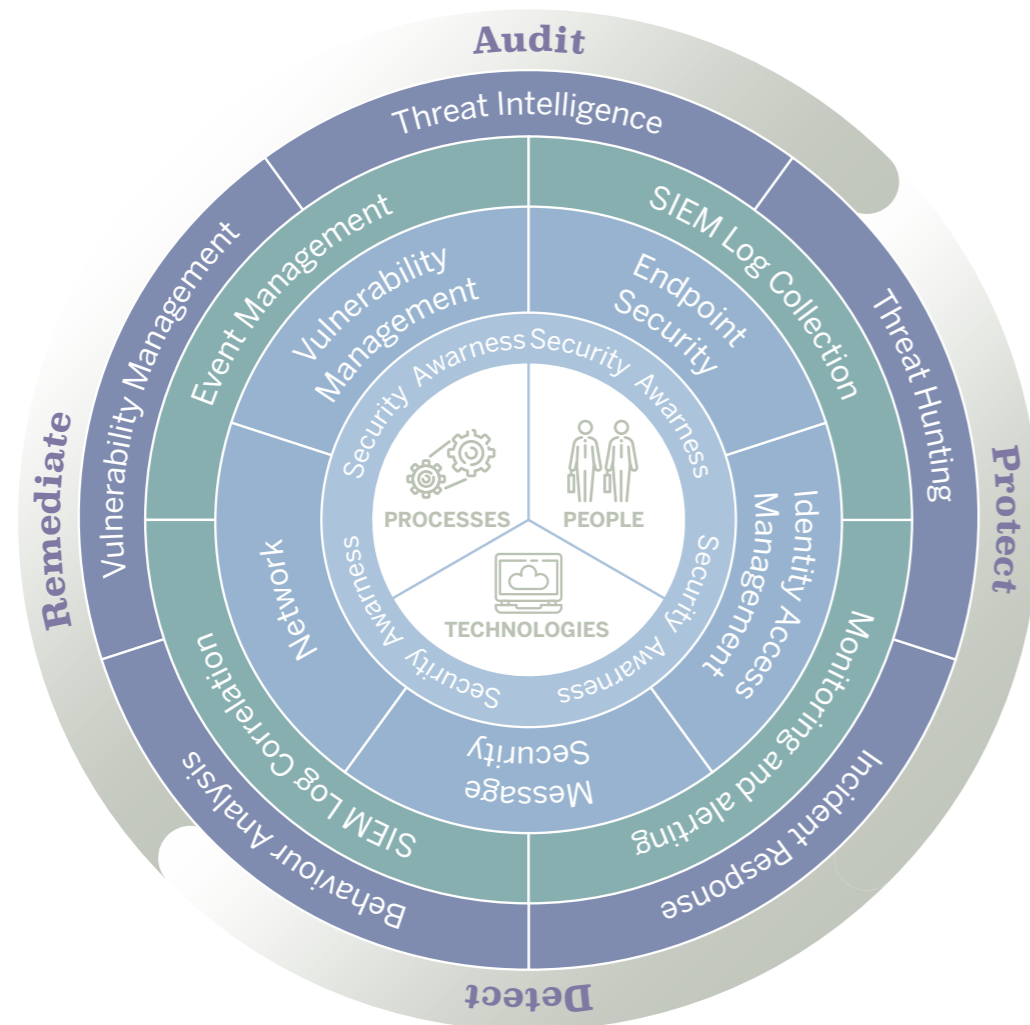 Audit
Protect
Detect
Remediate
Threat Intelligence
Threat Hunting
Incident Response
Behaviour Analysis
Vulnerability Management
SIEM Log Collection
Monitoring and alerting
SIEM Log Correlation
Event Management
Endpoint
Security
Identity Access
Management
Message
Security
Network
Vulnerability
Management
Security Awarness
Security Awarness
Security Awarness
Security Awarness
PROCESSES
PEOPLE
TECHNOLOGIES